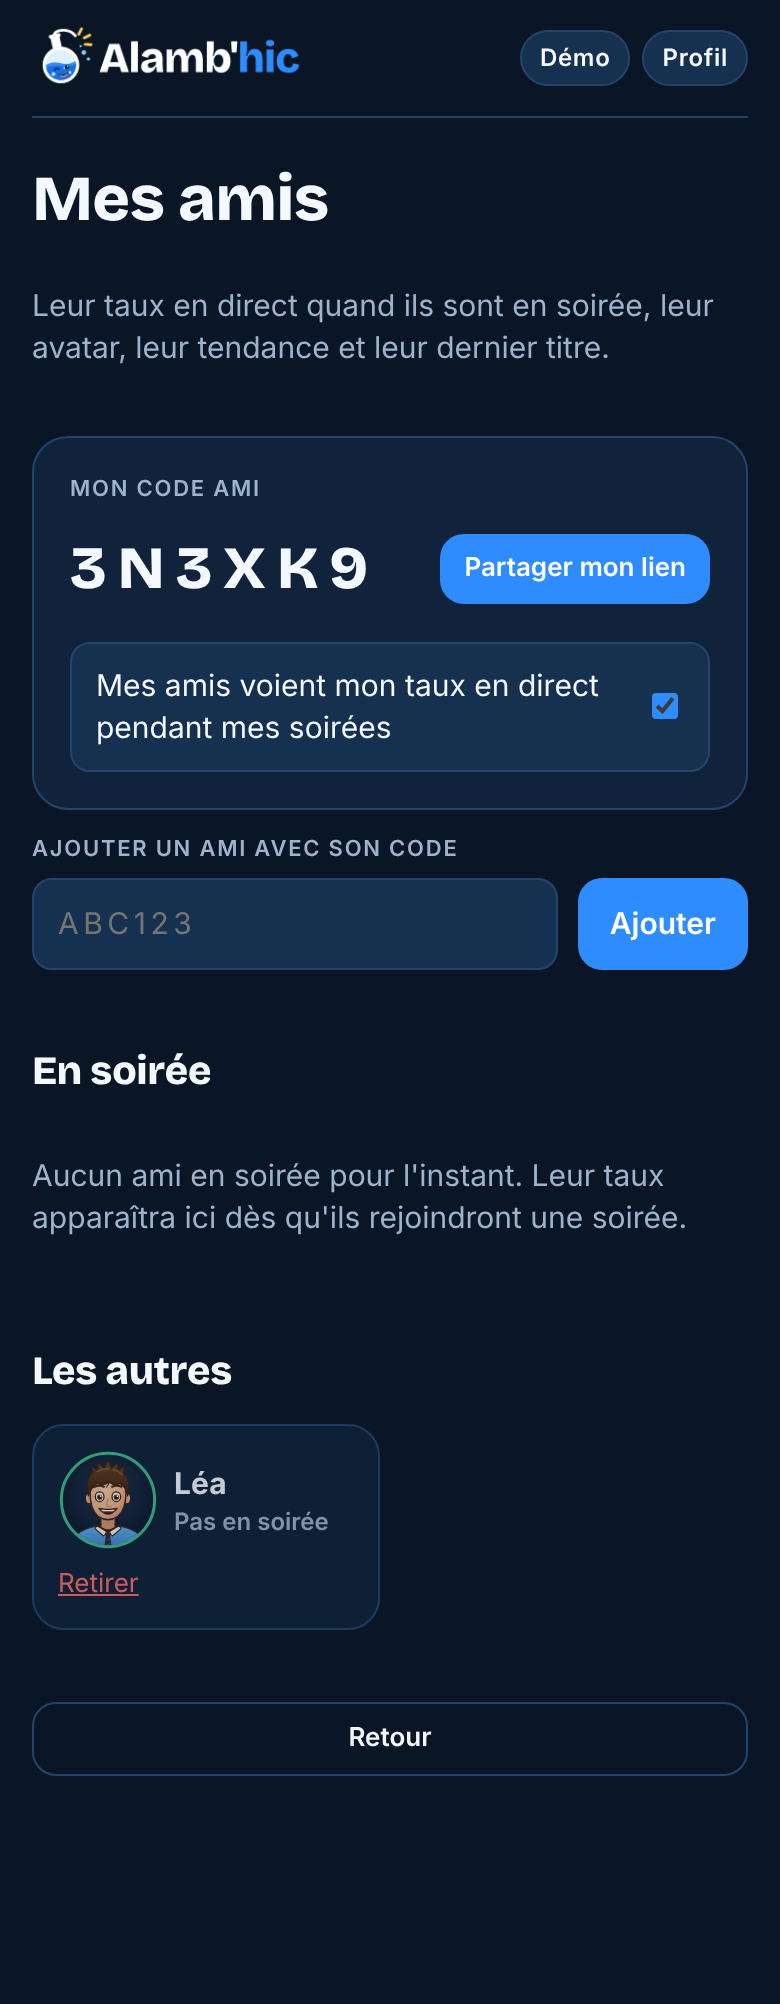 Alamb'hic
Démo
Profil
Mes amis
Leur taux en direct quand ils sont en soirée, leur
avatar, leur tendance et leur dernier titre.
MON CODE AMI
3N3XK9
Partager mon lien
Mes amis voient mon taux en direct
pendant mes soirées
AJOUTER UN AMI AVEC SON CODE
ABC123
Ajouter
En soirée
Aucun ami en soirée pour l'instant. Leur taux
apparaîtra ici dès qu'ils rejoindront une soirée.
Les autres
Léa
Pas en soirée
Retirer
Retour